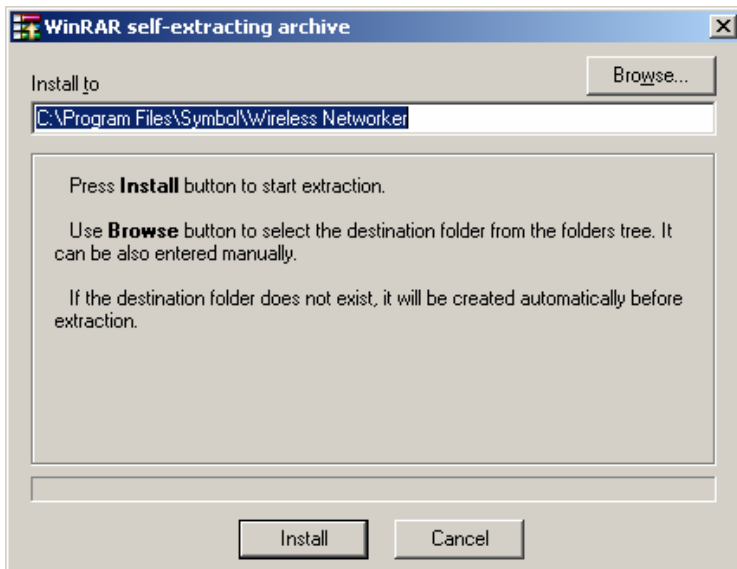 WinRAR self-extracting archive
Install to
Browse...
C:\Program Files\Symbol\Wireless Networker
Press Install button to start extraction.
Use Browse button to select the destination folder from the folders tree. It
can be also entered manually.
If the destination folder does not exist, it will be created automatically before
extraction.
Install
Cancel